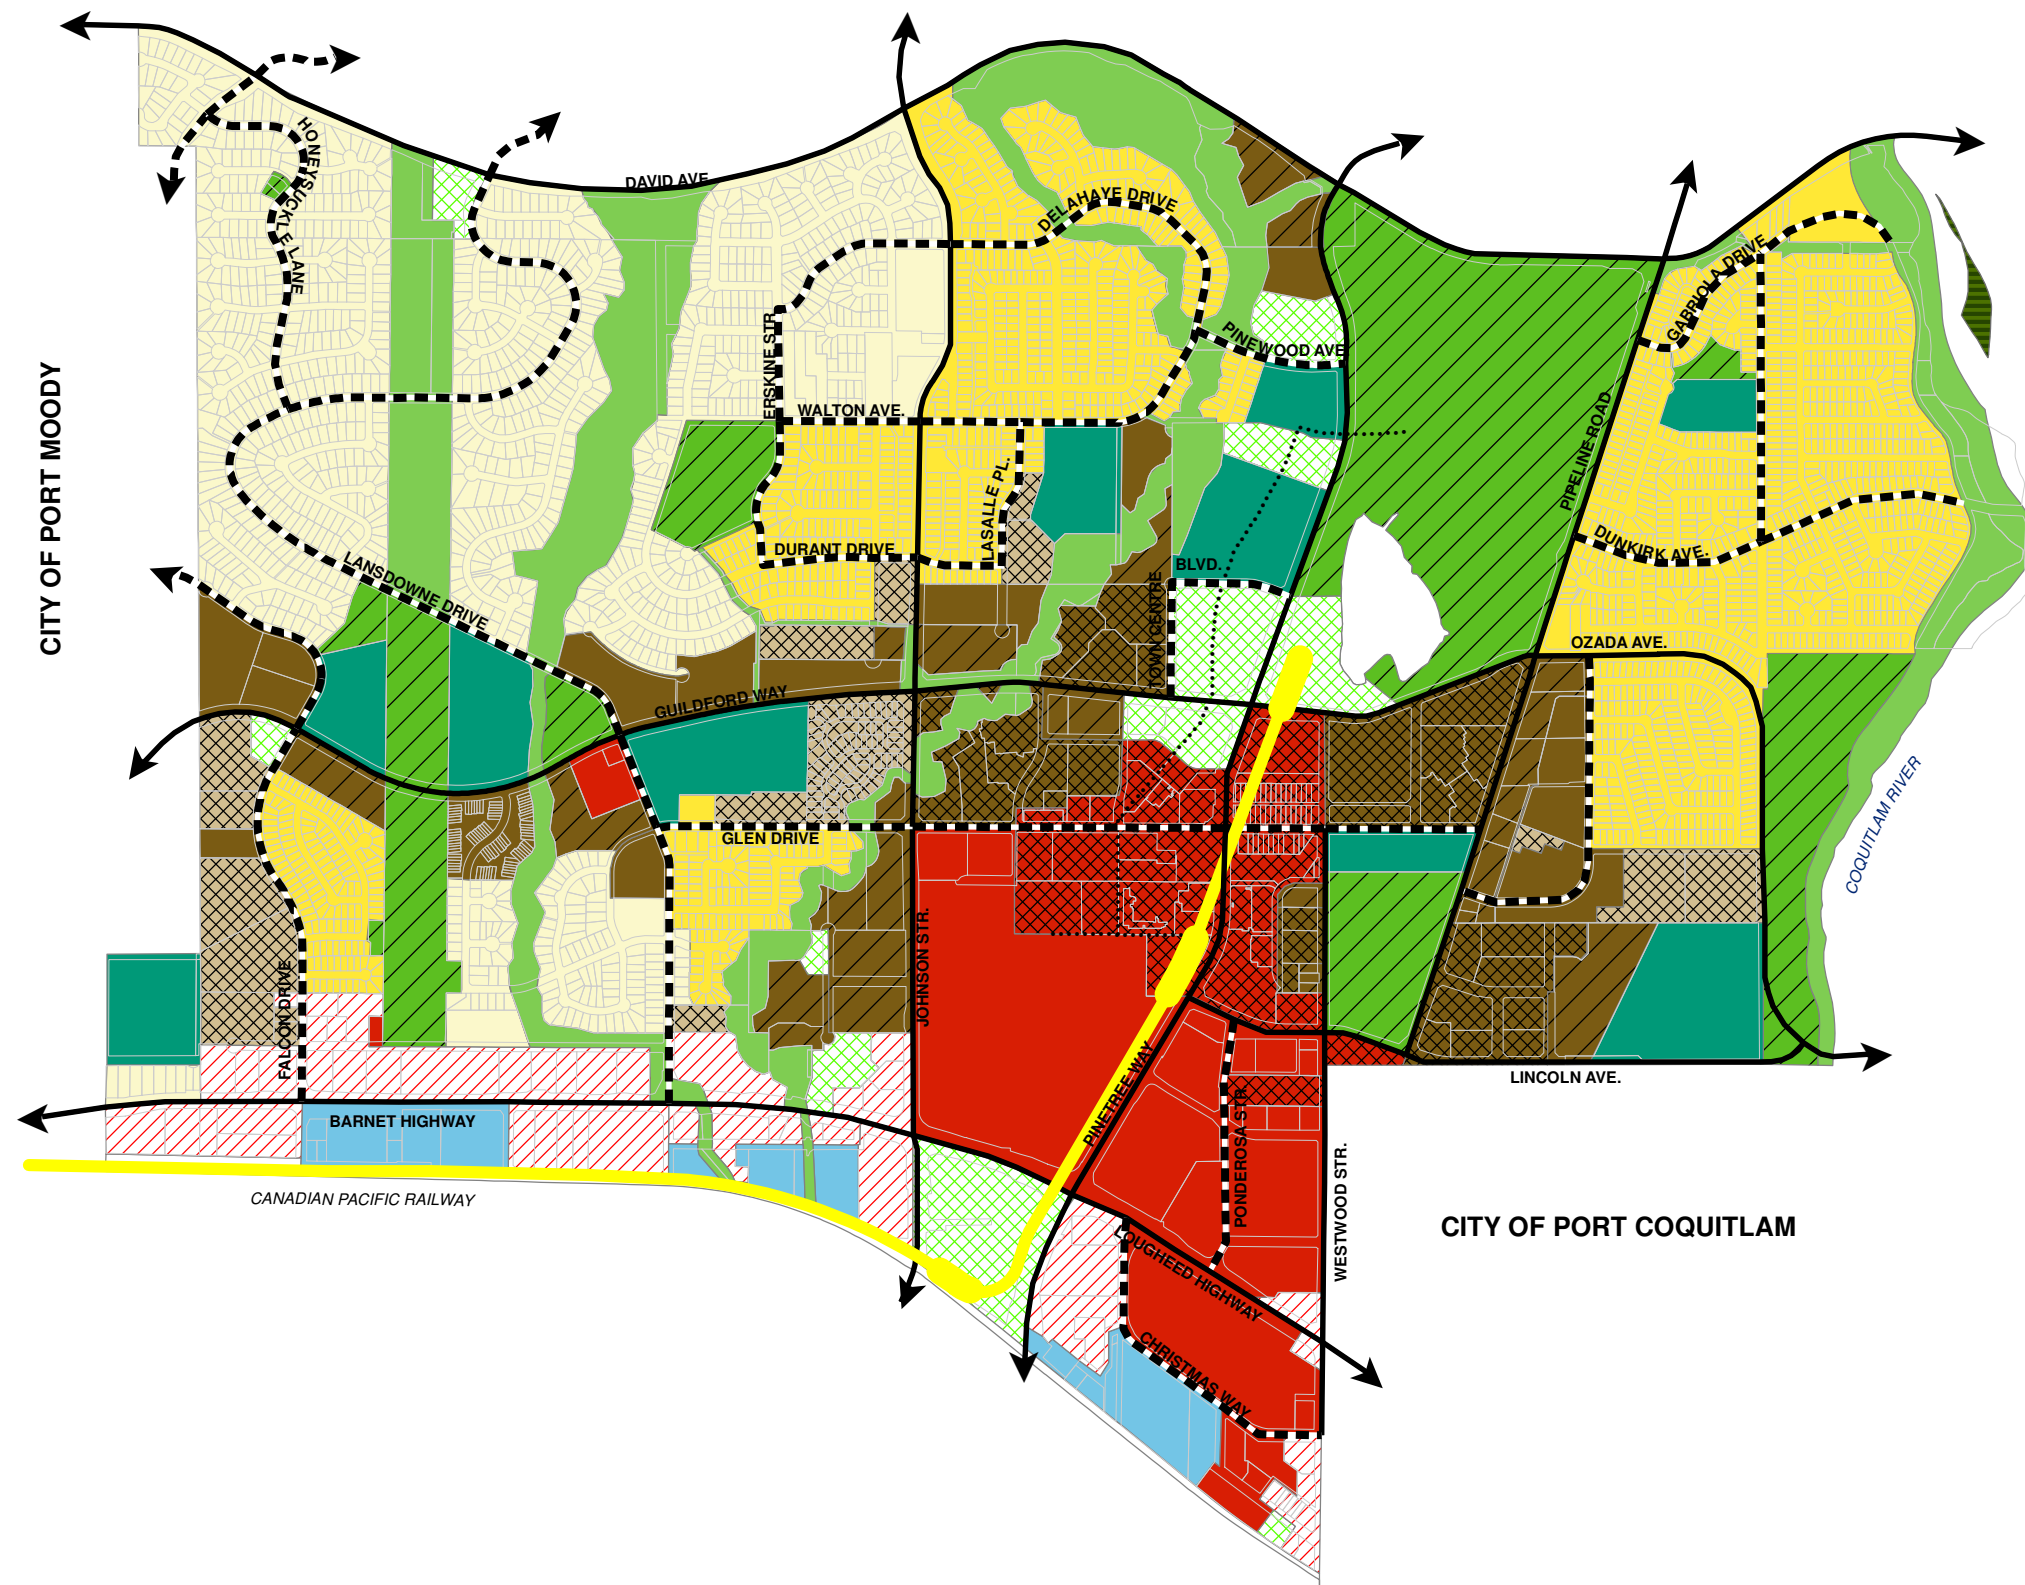 HONEYSUCKLE LANE
DAVID AVE.
DELAHAYE DRIVE
GABRIOLA DRIVE
ERSKINE STR.
PINEWOOD AVE.
WALTON AVE.
CITY OF PORT MOODY
LASALLE PL.
PIPELINE ROAD
DURANT DRIVE
DUNKIRK AVE.
LANSDOWNE DRIVE
TOWN CENTRE
BLVD.
OZADA AVE.
GUILDFORD WAY
GLEN DRIVE
COQUITLAM RIVER
JOHNSON STR.
FALCON DRIVE
LINCOLN AVE.
PINETREE WAY
BARNET HIGHWAY
PONDEROSA STR.
WESTWOOD STR.
CANADIAN PACIFIC RAILWAY
CITY OF PORT COQUITLAM
LOUGHEED HIGHWAY
CHRISTMAS WAY